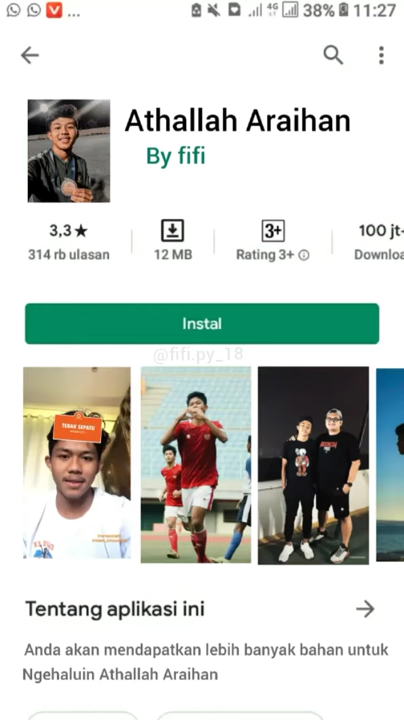 38% 11:27
Athallah Araihan
By fifi
3,3★
314 rb ulasan
12 MB
3+
Rating 3+
100 jt+
Downloa
Instal
@fifi.py_18
TEBAK SEPATU
Tentang aplikasi ini
Anda akan mendapatkan lebih banyak bahan untuk
Ngehaluin Athallah Araihan